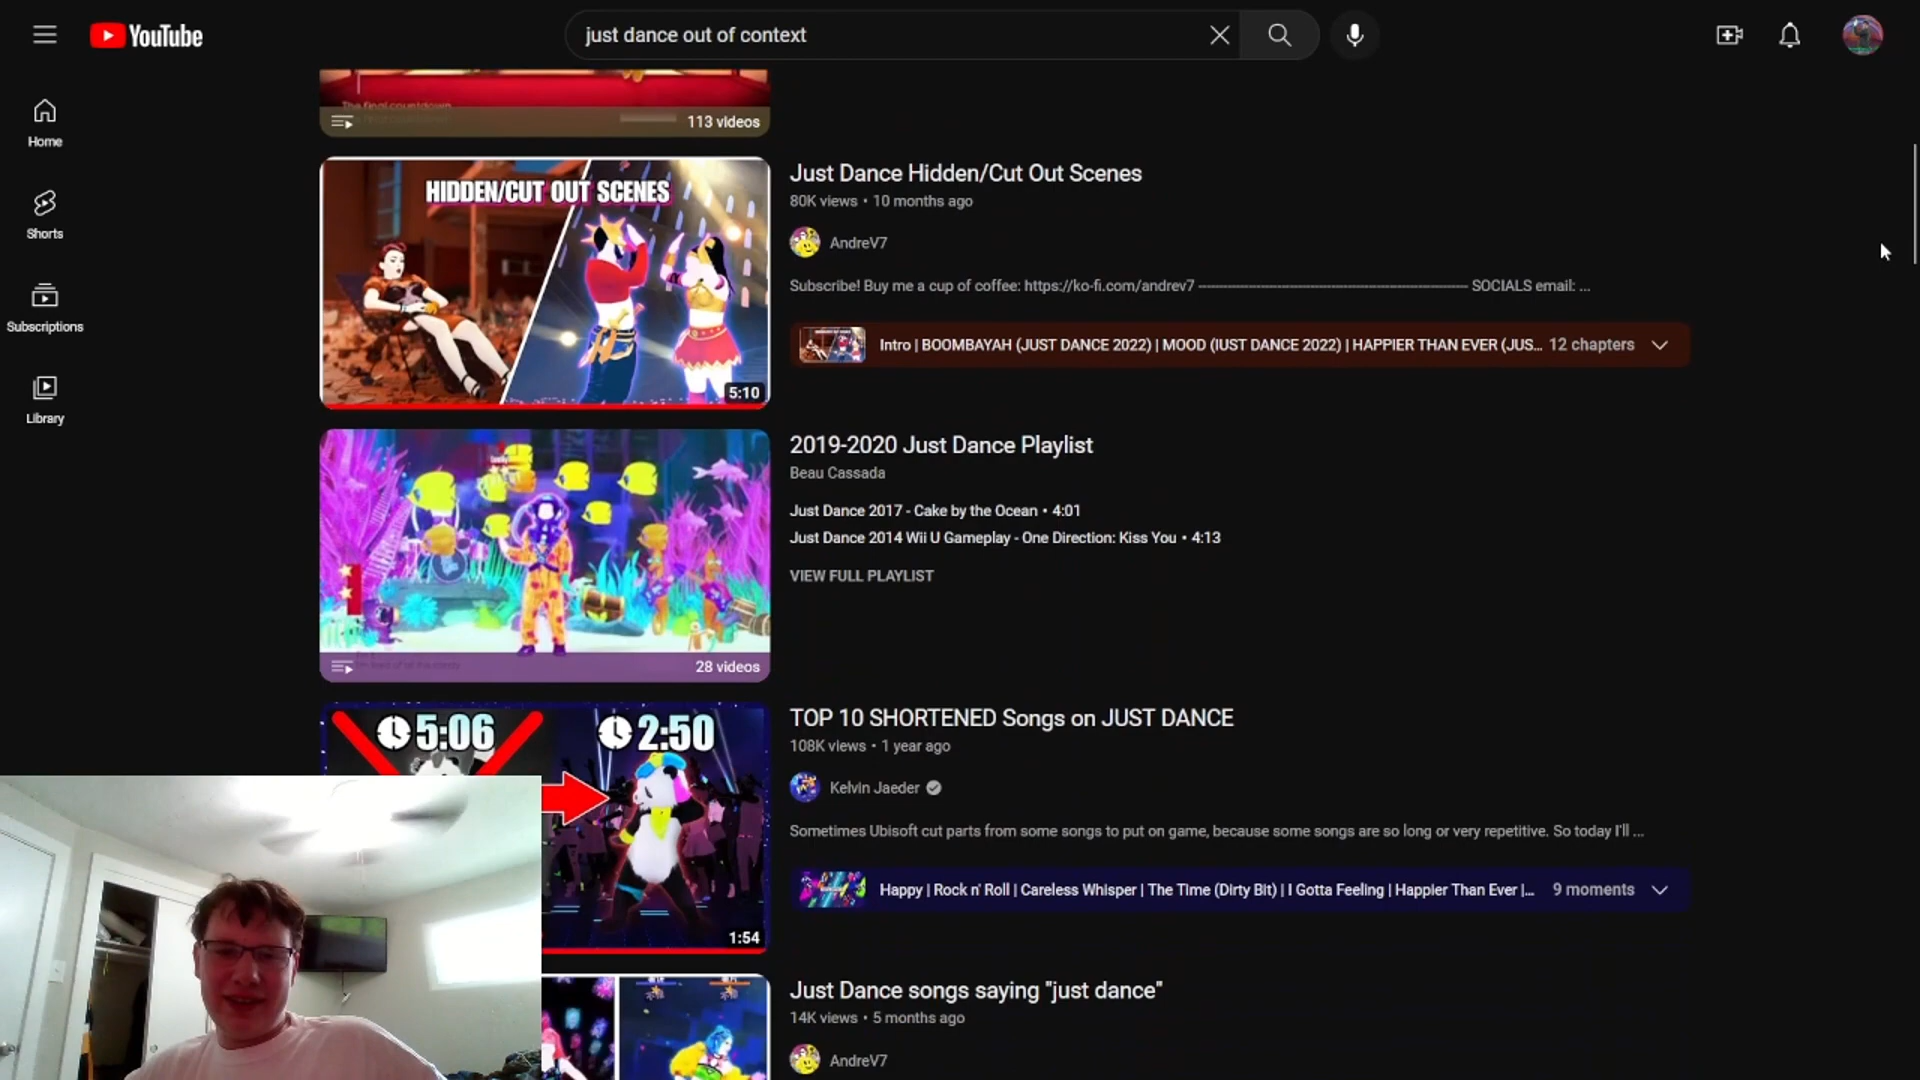 YouTube
just dance out of context
Home
Shorts
Subscriptions
Library
The final countdown
113 videos
HIDDEN/CUT OUT SCENES
5:10
Just Dance Hidden/Cut Out Scenes
80K views • 10 months ago
AndreV7
Subscribe! Buy me a cup of coffee: https://ko-fi.com/andrev7 ---------------------------------------------------------------- SOCIALS email: ...
Intro | BOOMBAYAH (JUST DANCE 2022) | MOOD (IUST DANCE 2022) | HAPPIER THAN EVER (JUS... 12 chapters
28 videos
2019-2020 Just Dance Playlist
Beau Cassada
Just Dance 2017 - Cake by the Ocean • 4:01
Just Dance 2014 Wii U Gameplay - One Direction: Kiss You • 4:13
VIEW FULL PLAYLIST
5:06
2:50
1:54
TOP 10 SHORTENED Songs on JUST DANCE
108K views • 1 year ago
Kelvin Jaeder
Sometimes Ubisoft cut parts from some songs to put on game, because some songs are so long or very repetitive. So today I'll ...
Happy | Rock n' Roll | Careless Whisper | The Time (Dirty Bit) | I Gotta Feeling | Happier Than Ever |... 9 moments
Just Dance songs saying "just dance"
14K views • 5 months ago
AndreV7